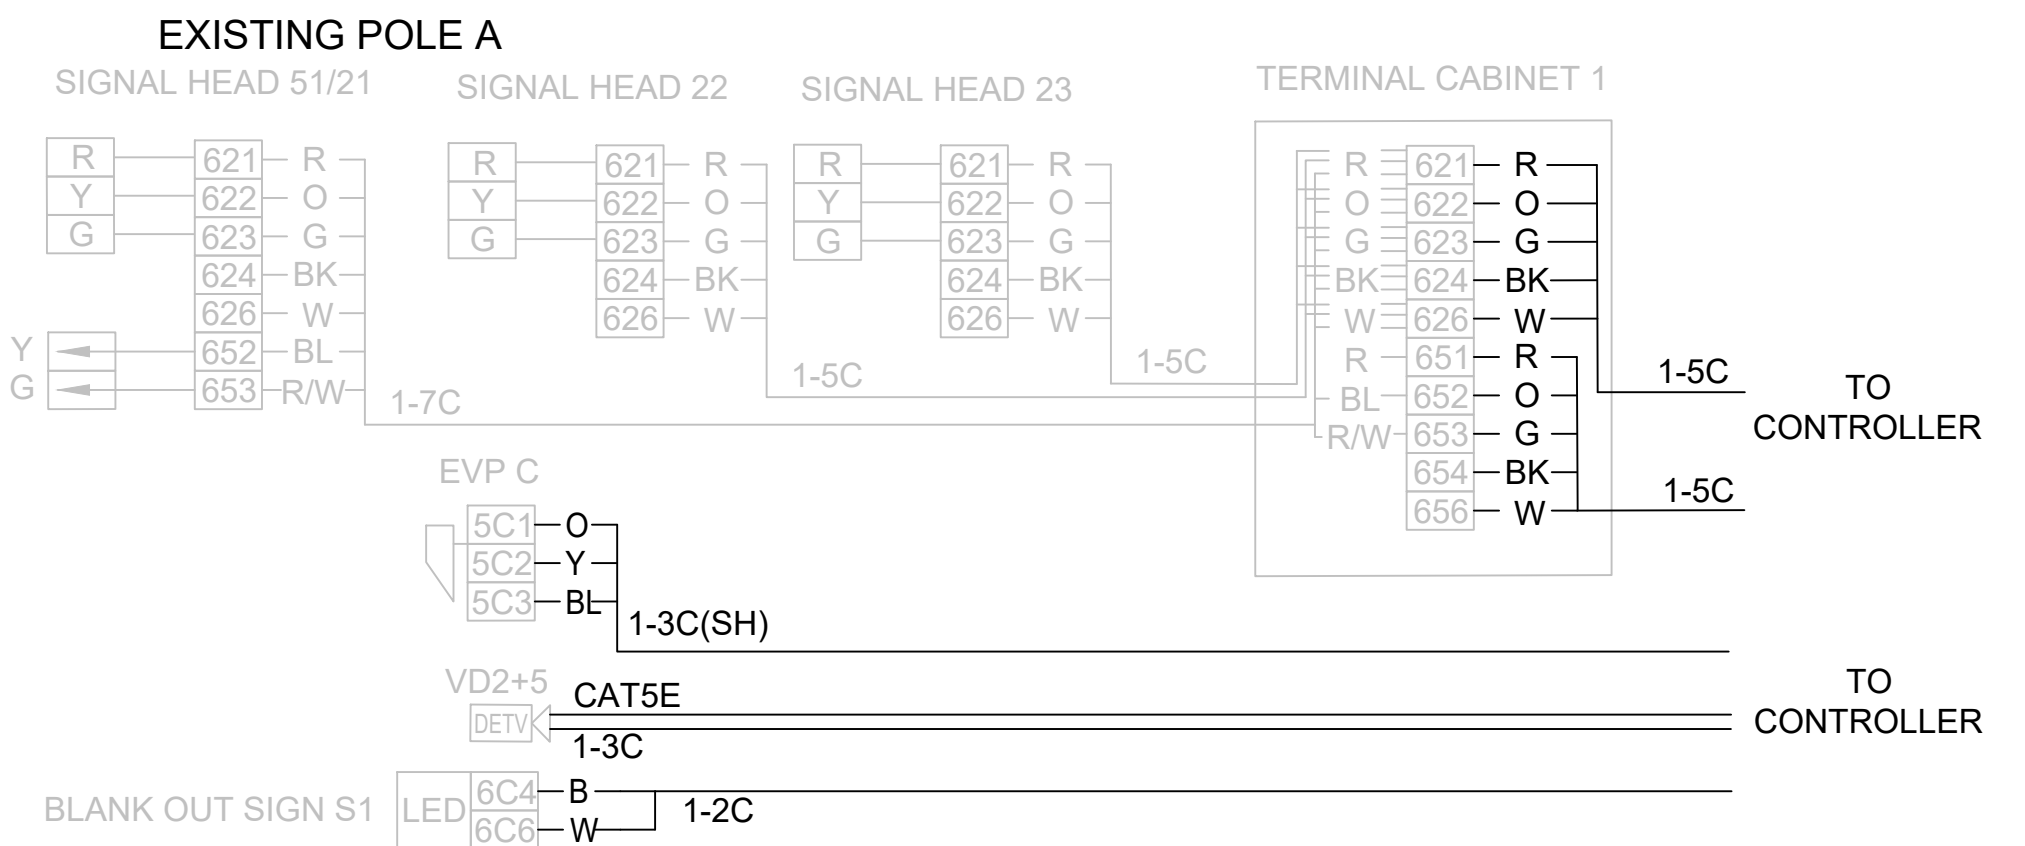 EXISTING POLE A
SIGNAL HEAD 51/21 SIGNAL HEAD 22 SIGNAL HEAD 23 TERMINAL CABINET 1
R 621 R R 621 R R 621 R R 621 R
Y 622 O Y 622 O Y 622 O O 622 O
G 623 G G 623 G G 623 G G 623 G
624 BK 624 BK 624 BK BK 624 BK
626 W 626 W 626 W W 626 W
Y 652 BL 1-5C 1-5C R 651 R 1-5C TO
G 653 R/W 1-7C BL 652 O CONTROLLER
R/W 653 G
EVP C 654 BK 1-5C
5C1 O 656 W
5C2 Y
5C3 BL
1-3C(SH)
VD2+5 CAT5E TO
DETV CONTROLLER
1-3C
BLANK OUT SIGN S1 LED 6C4 B 1-2C
6C6 W